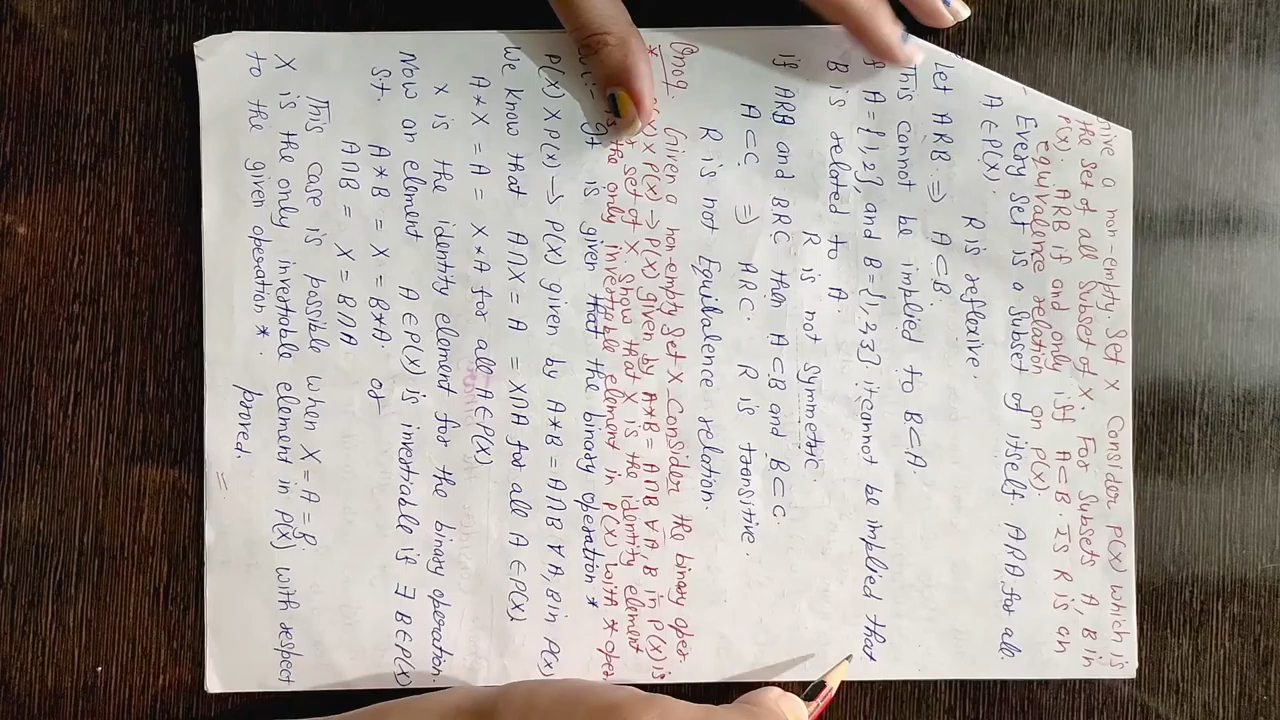 a non-empty Set X Consider P(X) which is
the set of all Subset of X. For Subsets A, B in
P(X). ARB if and only iff A⊂B. Is R is an
equivalence relation on P(X).
Every Set is a Subset of itself. ARA for all
A ∈ P(X).
R is reflexive.
Let ARB ⇒ A⊂B.
This cannot be implied to B⊂A.
If A = {1,2} and B = {1,2,3} it cannot be implied that
B is related to A.
R is not Symmetric.
if ARB and BRC then A⊂B and B⊂C.
A⊂C ⇒ ARC. R is transitive.
R is not Equivalence relation.
Qno9. Given a non-empty Set X Consider the binary oper.
* P(X) × P(X) → P(X) given by A*B = A∩B ∀ A, B in P(X) is
set of X. Show that X is the identity element
is the only invertable element in P(X) with * oper.
It is given that the binary operation *
P(X) X P(X) → P(X) given by A*B = A∩B ∀ A, B in P(X)
We know that A∩X = A = X∩A for all A ∈ P(X)
A*X = A = X*A for all A∈P(X)
X is the identity element for the binary operation.
Now an element A∈P(X) is invertable if ∃ B∈P(X)
S.t. A*B = X = B*A. or
A∩B = X = B∩A.
This case is possible when X = A = B.
X is the only invertable element in P(X) with respect
to the given operation *. proved.